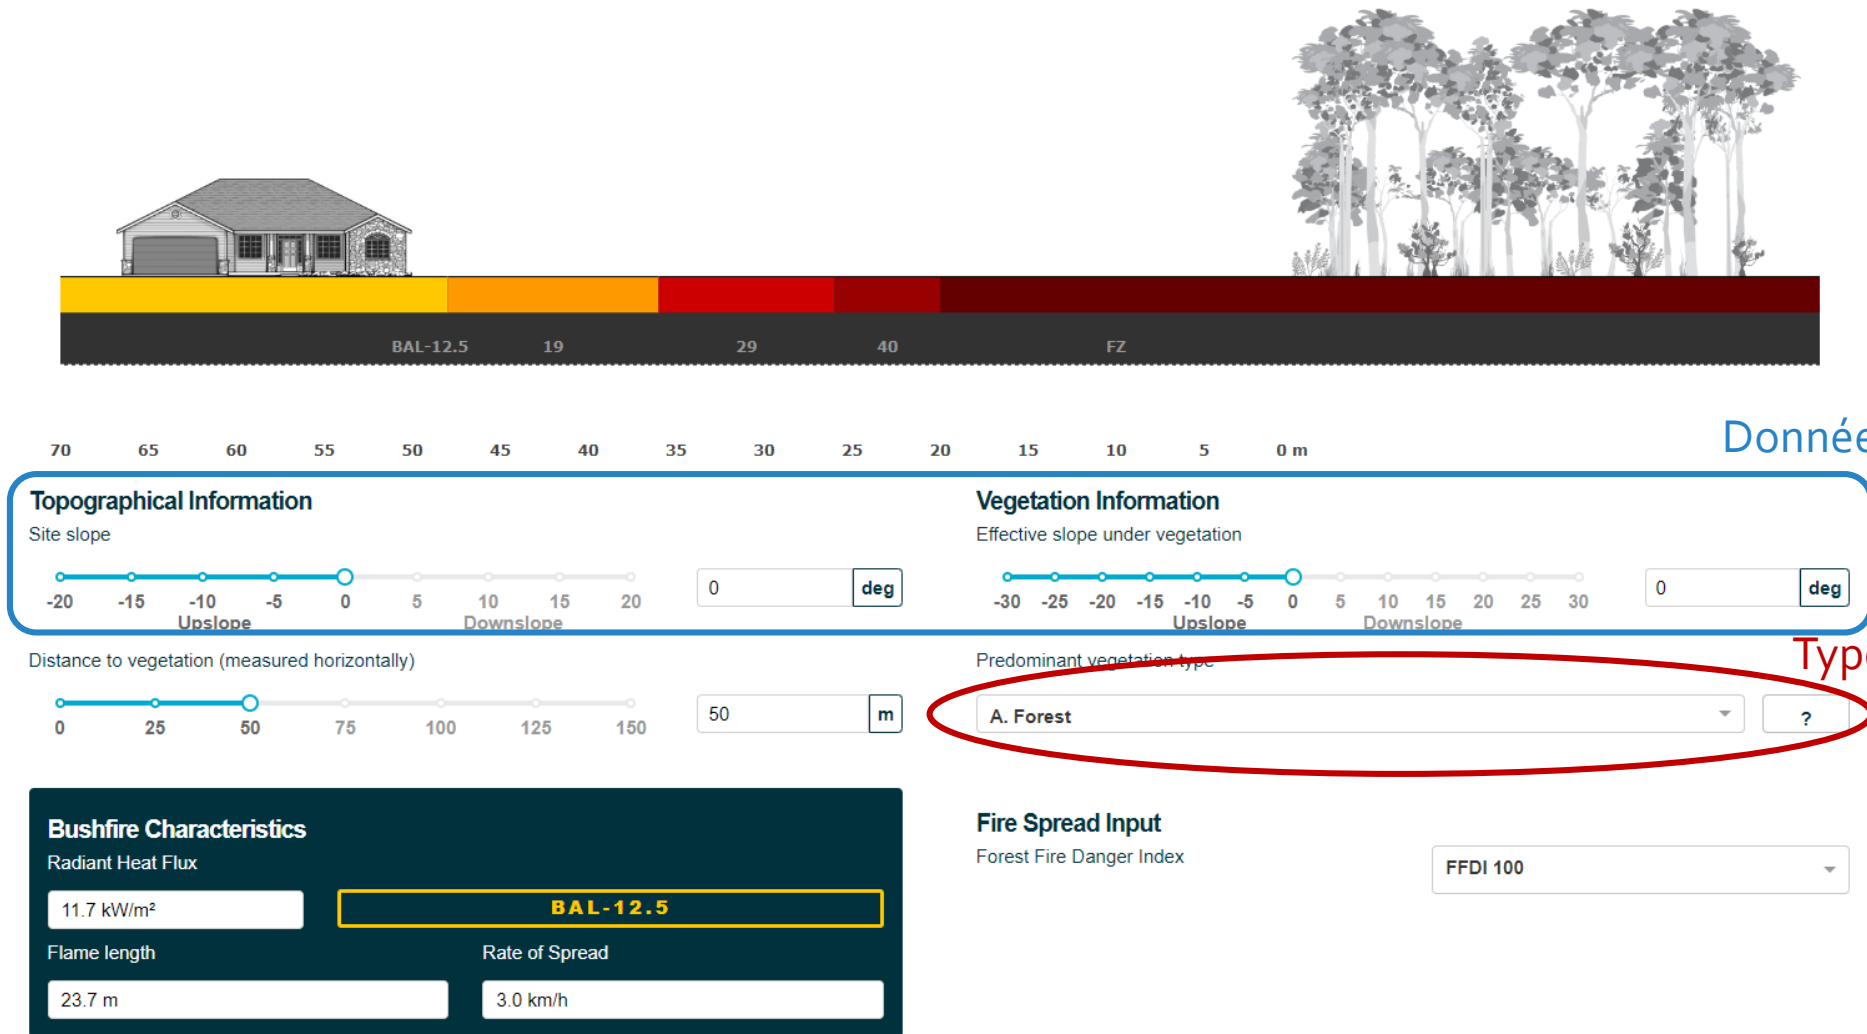 BAL-12.5 19 29 40 FZ
70 65 60 55 50 45 40 35 30 25 20 15 10 5 0 m
Donnée
Topographical Information
Site slope
-20 -15 -10 -5 0 5 10 15 20
Upslope Downslope
0 deg
Vegetation Information
Effective slope under vegetation
-30 -25 -20 -15 -10 -5 0 5 10 15 20 25 30
Upslope Downslope
0 deg
Distance to vegetation (measured horizontally)
0 25 50 75 100 125 150
50 m
Predominant vegetation type
Type
A. Forest ?
Bushfire Characteristics
Radiant Heat Flux
11.7 kW/m²
BAL-12.5
Flame length
23.7 m
Rate of Spread
3.0 km/h
Fire Spread Input
Forest Fire Danger Index
FFDI 100